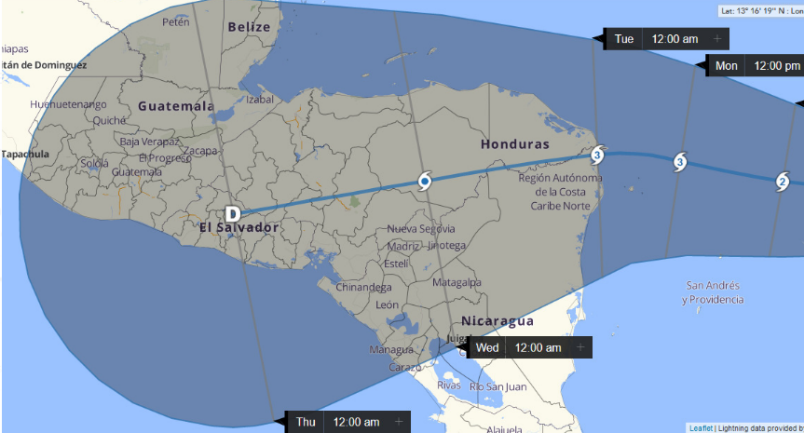 Lat: 13° 16' 19'' N : Lon
Petén
Belize
Tue 12:00 am +
iapas
Mon 12:00 pm
tán de Dominguez
Huehuetenango
Guatemala
Izabal
Quiché
Baja Verapaz
Zacapa
Honduras
Tapachula
Sololá
El Progreso
Guatemala
3
3
2
Región Autónoma
de la Costa
Caribe Norte
D
El Salvador
Nueva Segovia
Madriz
Jinotega
Estelí
Chinandega
Matagalpa
San Andrés
y Providencia
León
Nicaragua
Juig
Managua
Wed 12:00 am +
Carazo
Rivas
Río San Juan
Thu 12:00 am +
Alajuela
Leaflet | Lightning data provided by